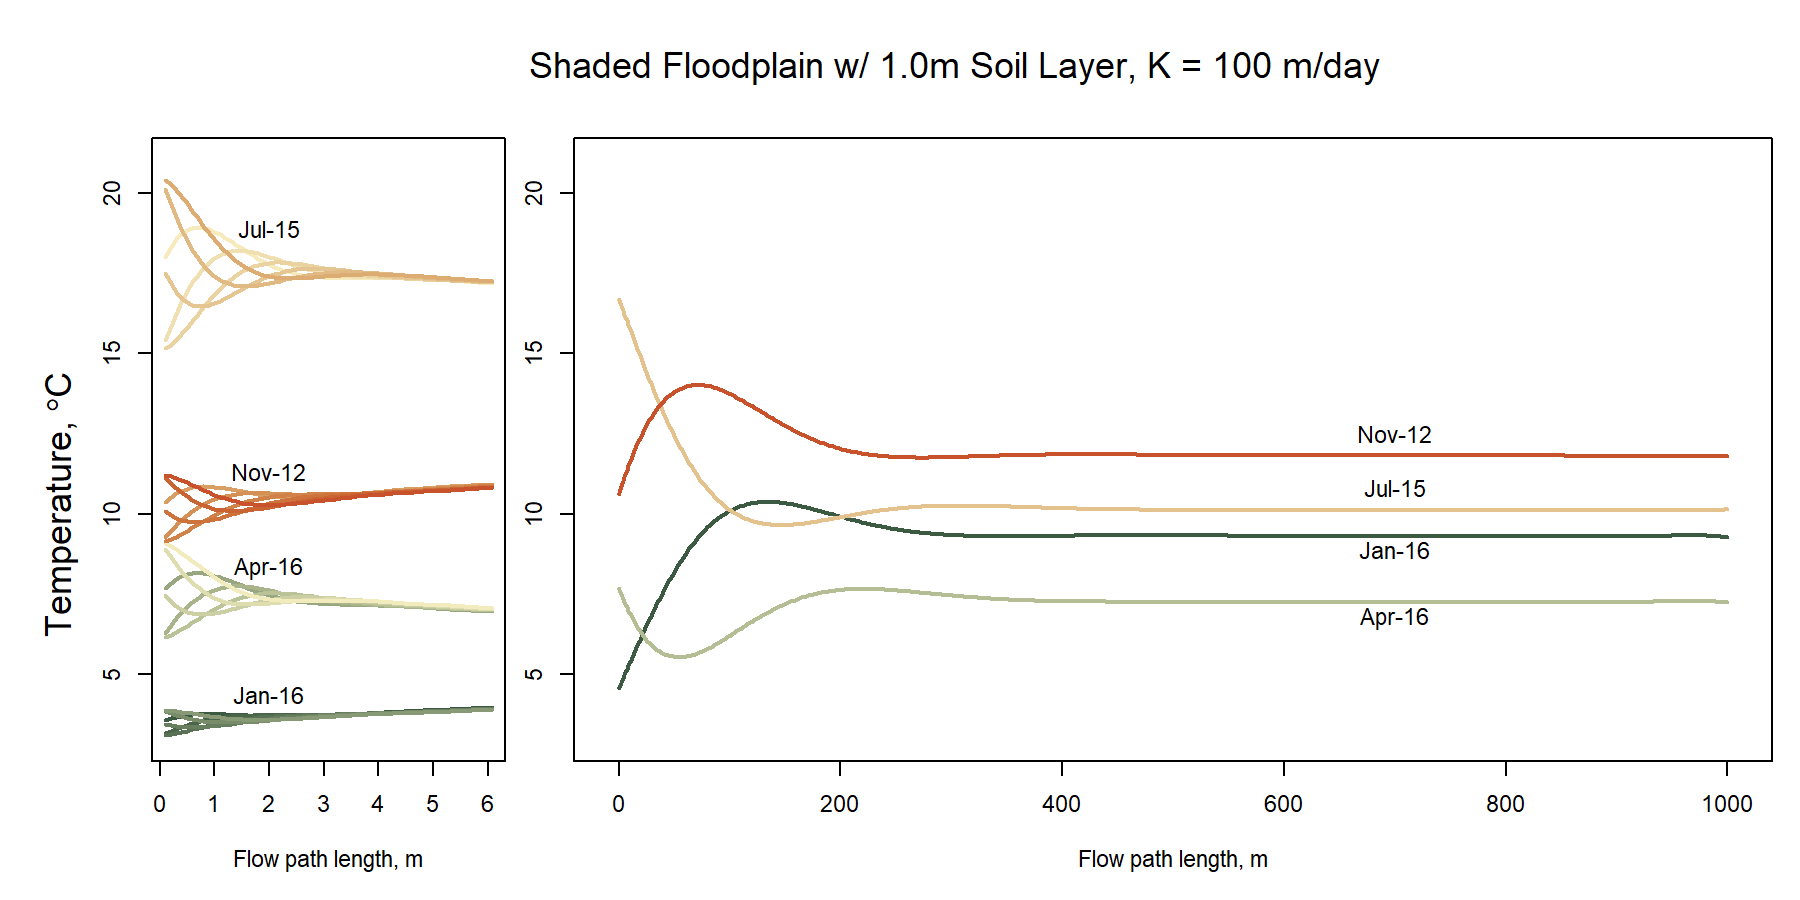 Shaded Floodplain w/ 1.0m Soil Layer, K = 100 m/day
Temperature, °C
20
15
10
5
Jul-15
Nov-12
Apr-16
Jan-16
0 1 2 3 4 5 6
Flow path length, m
20
15
10
5
Nov-12
Jul-15
Jan-16
Apr-16
0 200 400 600 800 1000
Flow path length, m